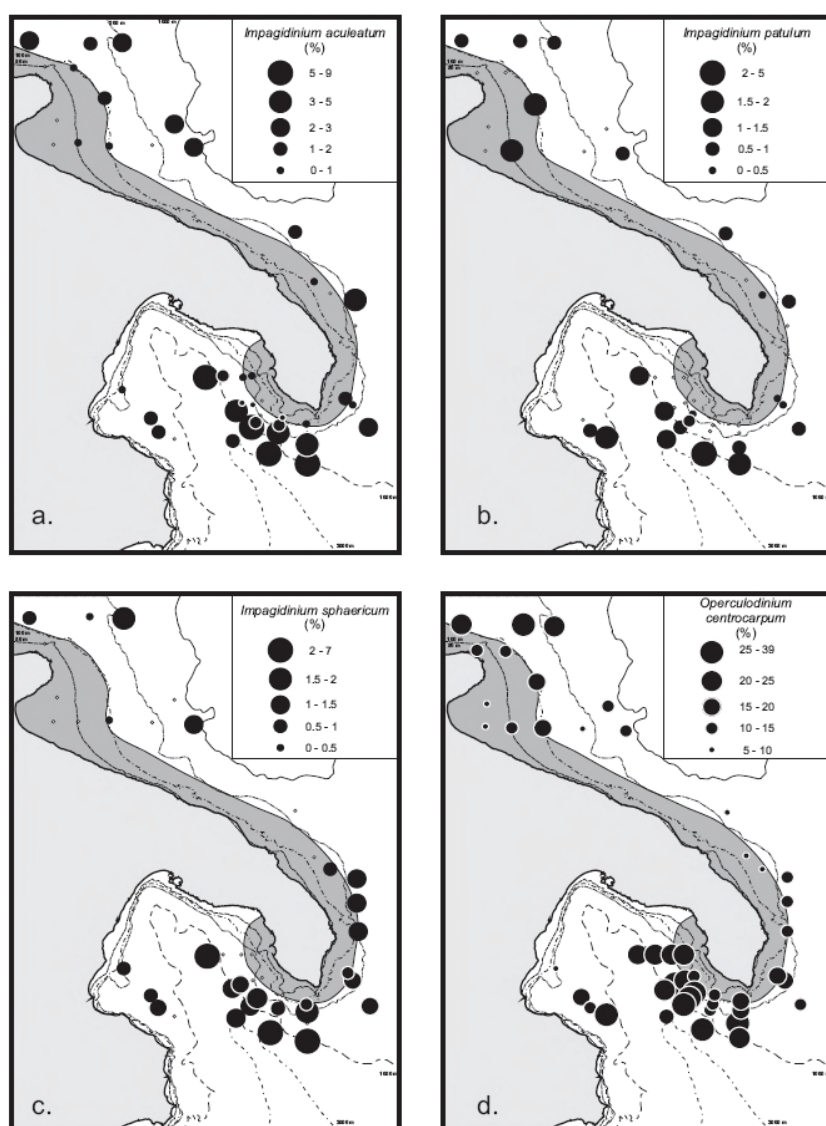 Impagidinium aculeatum
(%)
5 - 9
3 - 5
2 - 3
1 - 2
0 - 1
a.
Impagidinium patulum
(%)
2 - 5
1.5 - 2
1 - 1.5
0.5 - 1
0 - 0.5
b.
Impagidinium sphaericum
(%)
2 - 7
1.5 - 2
1 - 1.5
0.5 - 1
0 - 0.5
c.
Operculodinium
centrocarpum
(%)
25 - 39
20 - 25
15 - 20
10 - 15
5 - 10
d.